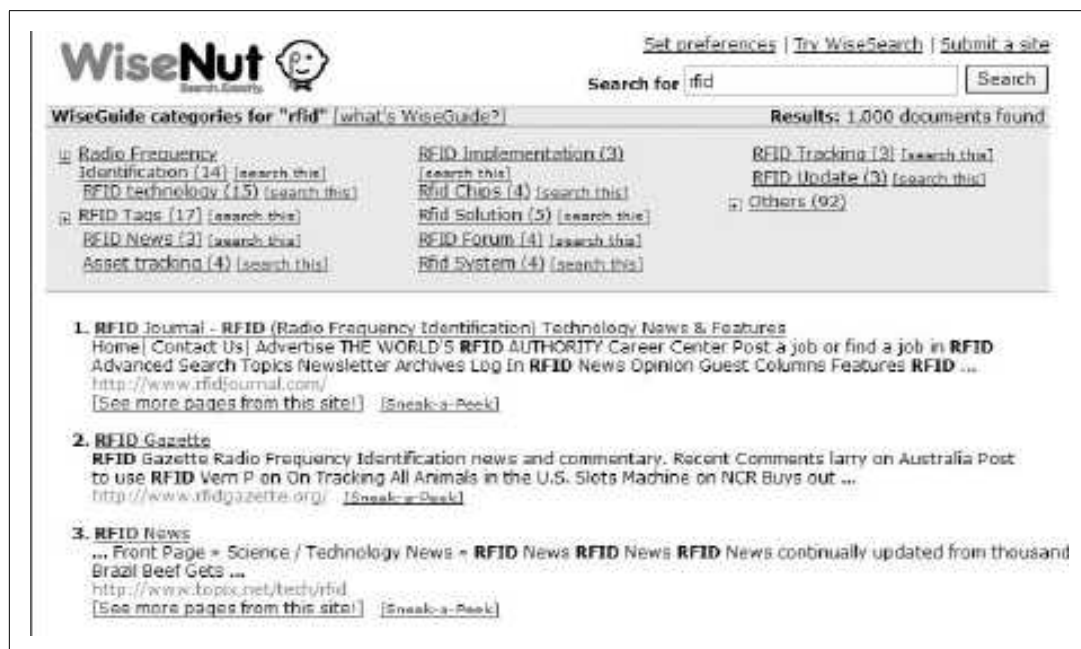 WiseNut
Search. Exactly.
Set preferences | Try WiseSearch | Submit a site
Search for rfid Search
WiseGuide categories for "rfid" [what's WiseGuide?] Results: 1,000 documents found
Radio Frequency
Identification (14) [search this]
RFID technology (15) [search this]
RFID Tags (17) [search this]
RFID News (3) [search this]
Asset tracking (4) [search this]
RFID Implementation (3)
[search this]
Rfid Chips (4) [search this]
Rfid Solution (5) [search this]
RFID Forum (4) [search this]
Rfid System (4) [search this]
RFID Tracking (3) [search this]
RFID Update (3) [search this]
Others (92)
1. RFID Journal - RFID (Radio Frequency Identification) Technology News & Features
Home| Contact Us| Advertise THE WORLD'S RFID AUTHORITY Career Center Post a job or find a job in RFID
Advanced Search Topics Newsletter Archives Log In RFID News Opinion Guest Columns Features RFID ...
http://www.rfidjournal.com/
[See more pages from this site!] [Sneak-a-Peek]
2. RFID Gazette
RFID Gazette Radio Frequency Identification news and commentary. Recent Comments larry on Australia Post
to use RFID Vern P on On Tracking All Animals in the U.S. Slots Machine on NCR Buys out ...
http://www.rfidgazette.org/ [Sneak-a-Peek]
3. RFID News
... Front Page » Science / Technology News » RFID News RFID News RFID News continually updated from thousand
Brazil Beef Gets ...
http://www.topix.net/tech/rfid
[See more pages from this site!] [Sneak-a-Peek]